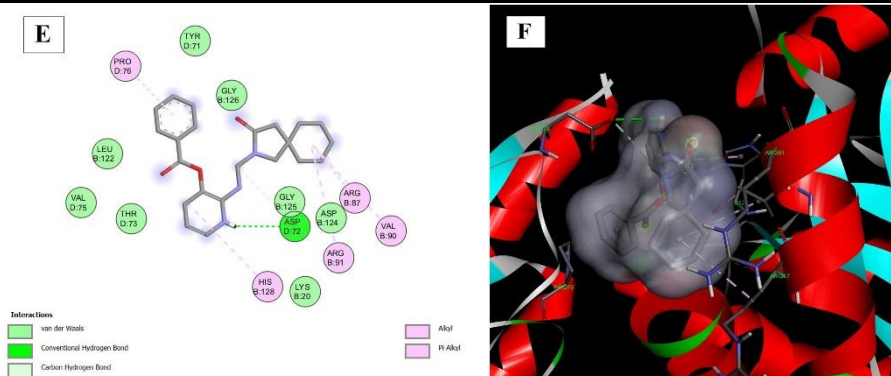 E
TYR
D:71
PRO
D:76
GLY
B:126
LEU
B:122
VAL
D:75
THR
D:73
GLY
B:125
ASP
D:72
ASP
B:124
ARG
B:87
VAL
B:90
ARG
B:91
HIS
B:128
LYS
B:20
Interactions
van der Waals
Conventional Hydrogen Bond
Carbon Hydrogen Bond
Alkyl
Pi-Alkyl
F